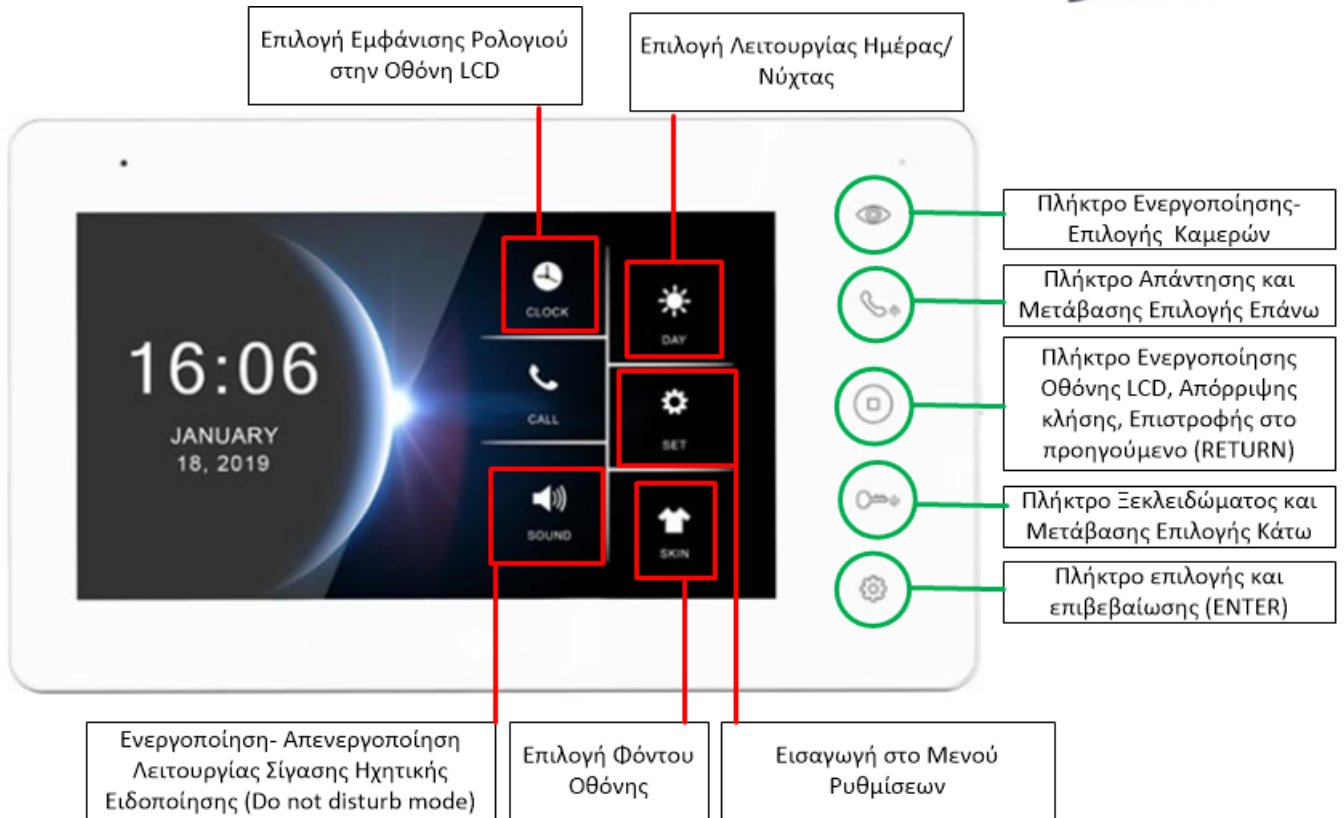 Επιλογή Εμφάνισης Ρολογιού
στην Οθόνη LCD
Επιλογή Λειτουργίας Ημέρας/
Νύχτας
16:06
JANUARY
18, 2019
CLOCK
DAY
CALL
SET
SOUND
SKIN
Πλήκτρο Ενεργοποίησης-
Επιλογής Καμερών
Πλήκτρο Απάντησης και
Μετάβασης Επιλογής Επάνω
Πλήκτρο Ενεργοποίησης
Οθόνης LCD, Απόρριψης
κλήσης, Επιστροφής στο
προηγούμενο (RETURN)
Πλήκτρο Ξεκλειδώματος και
Μετάβασης Επιλογής Κάτω
Πλήκτρο επιλογής και
επιβεβαίωσης (ENTER)
Ενεργοποίηση- Απενεργοποίηση
Λειτουργίας Σίγασης Ηχητικής
Ειδοποίησης (Do not disturb mode)
Επιλογή Φόντου
Οθόνης
Εισαγωγή στο Μενού
Ρυθμίσεων